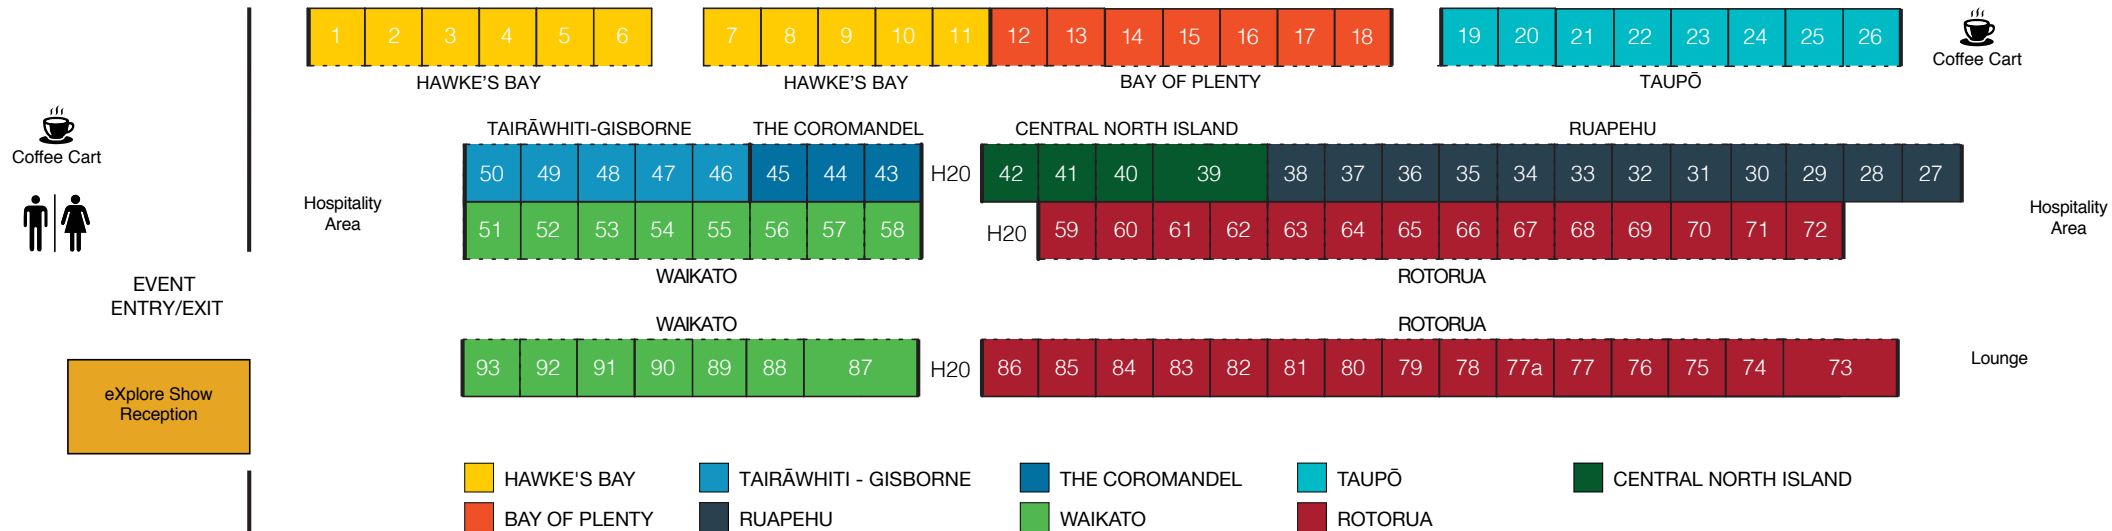 1 2 3 4 5 6 7 8 9 10 11 12 13 14 15 16 17 18 19 20 21 22 23 24 25 26
Coffee Cart
HAWKE'S BAY HAWKE'S BAY BAY OF PLENTY TAUPŌ
TAIRĀWHITI-GISBORNE THE COROMANDEL CENTRAL NORTH ISLAND RUAPEHU
Coffee Cart
50 49 48 47 46 45 44 43 H20 42 41 40 39 38 37 36 35 34 33 32 31 30 29 28 27
Hospitality
Area
51 52 53 54 55 56 57 58 H20 59 60 61 62 63 64 65 66 67 68 69 70 71 72
Hospitality
Area
WAIKATO ROTORUA
EVENT
ENTRY/EXIT
WAIKATO ROTORUA
93 92 91 90 89 88 87 H20 86 85 84 83 82 81 80 79 78 77a 77 76 75 74 73
Lounge
eXplore Show
Reception
HAWKE'S BAY TAIRĀWHITI - GISBORNE THE COROMANDEL TAUPŌ CENTRAL NORTH ISLAND
BAY OF PLENTY RUAPEHU WAIKATO ROTORUA